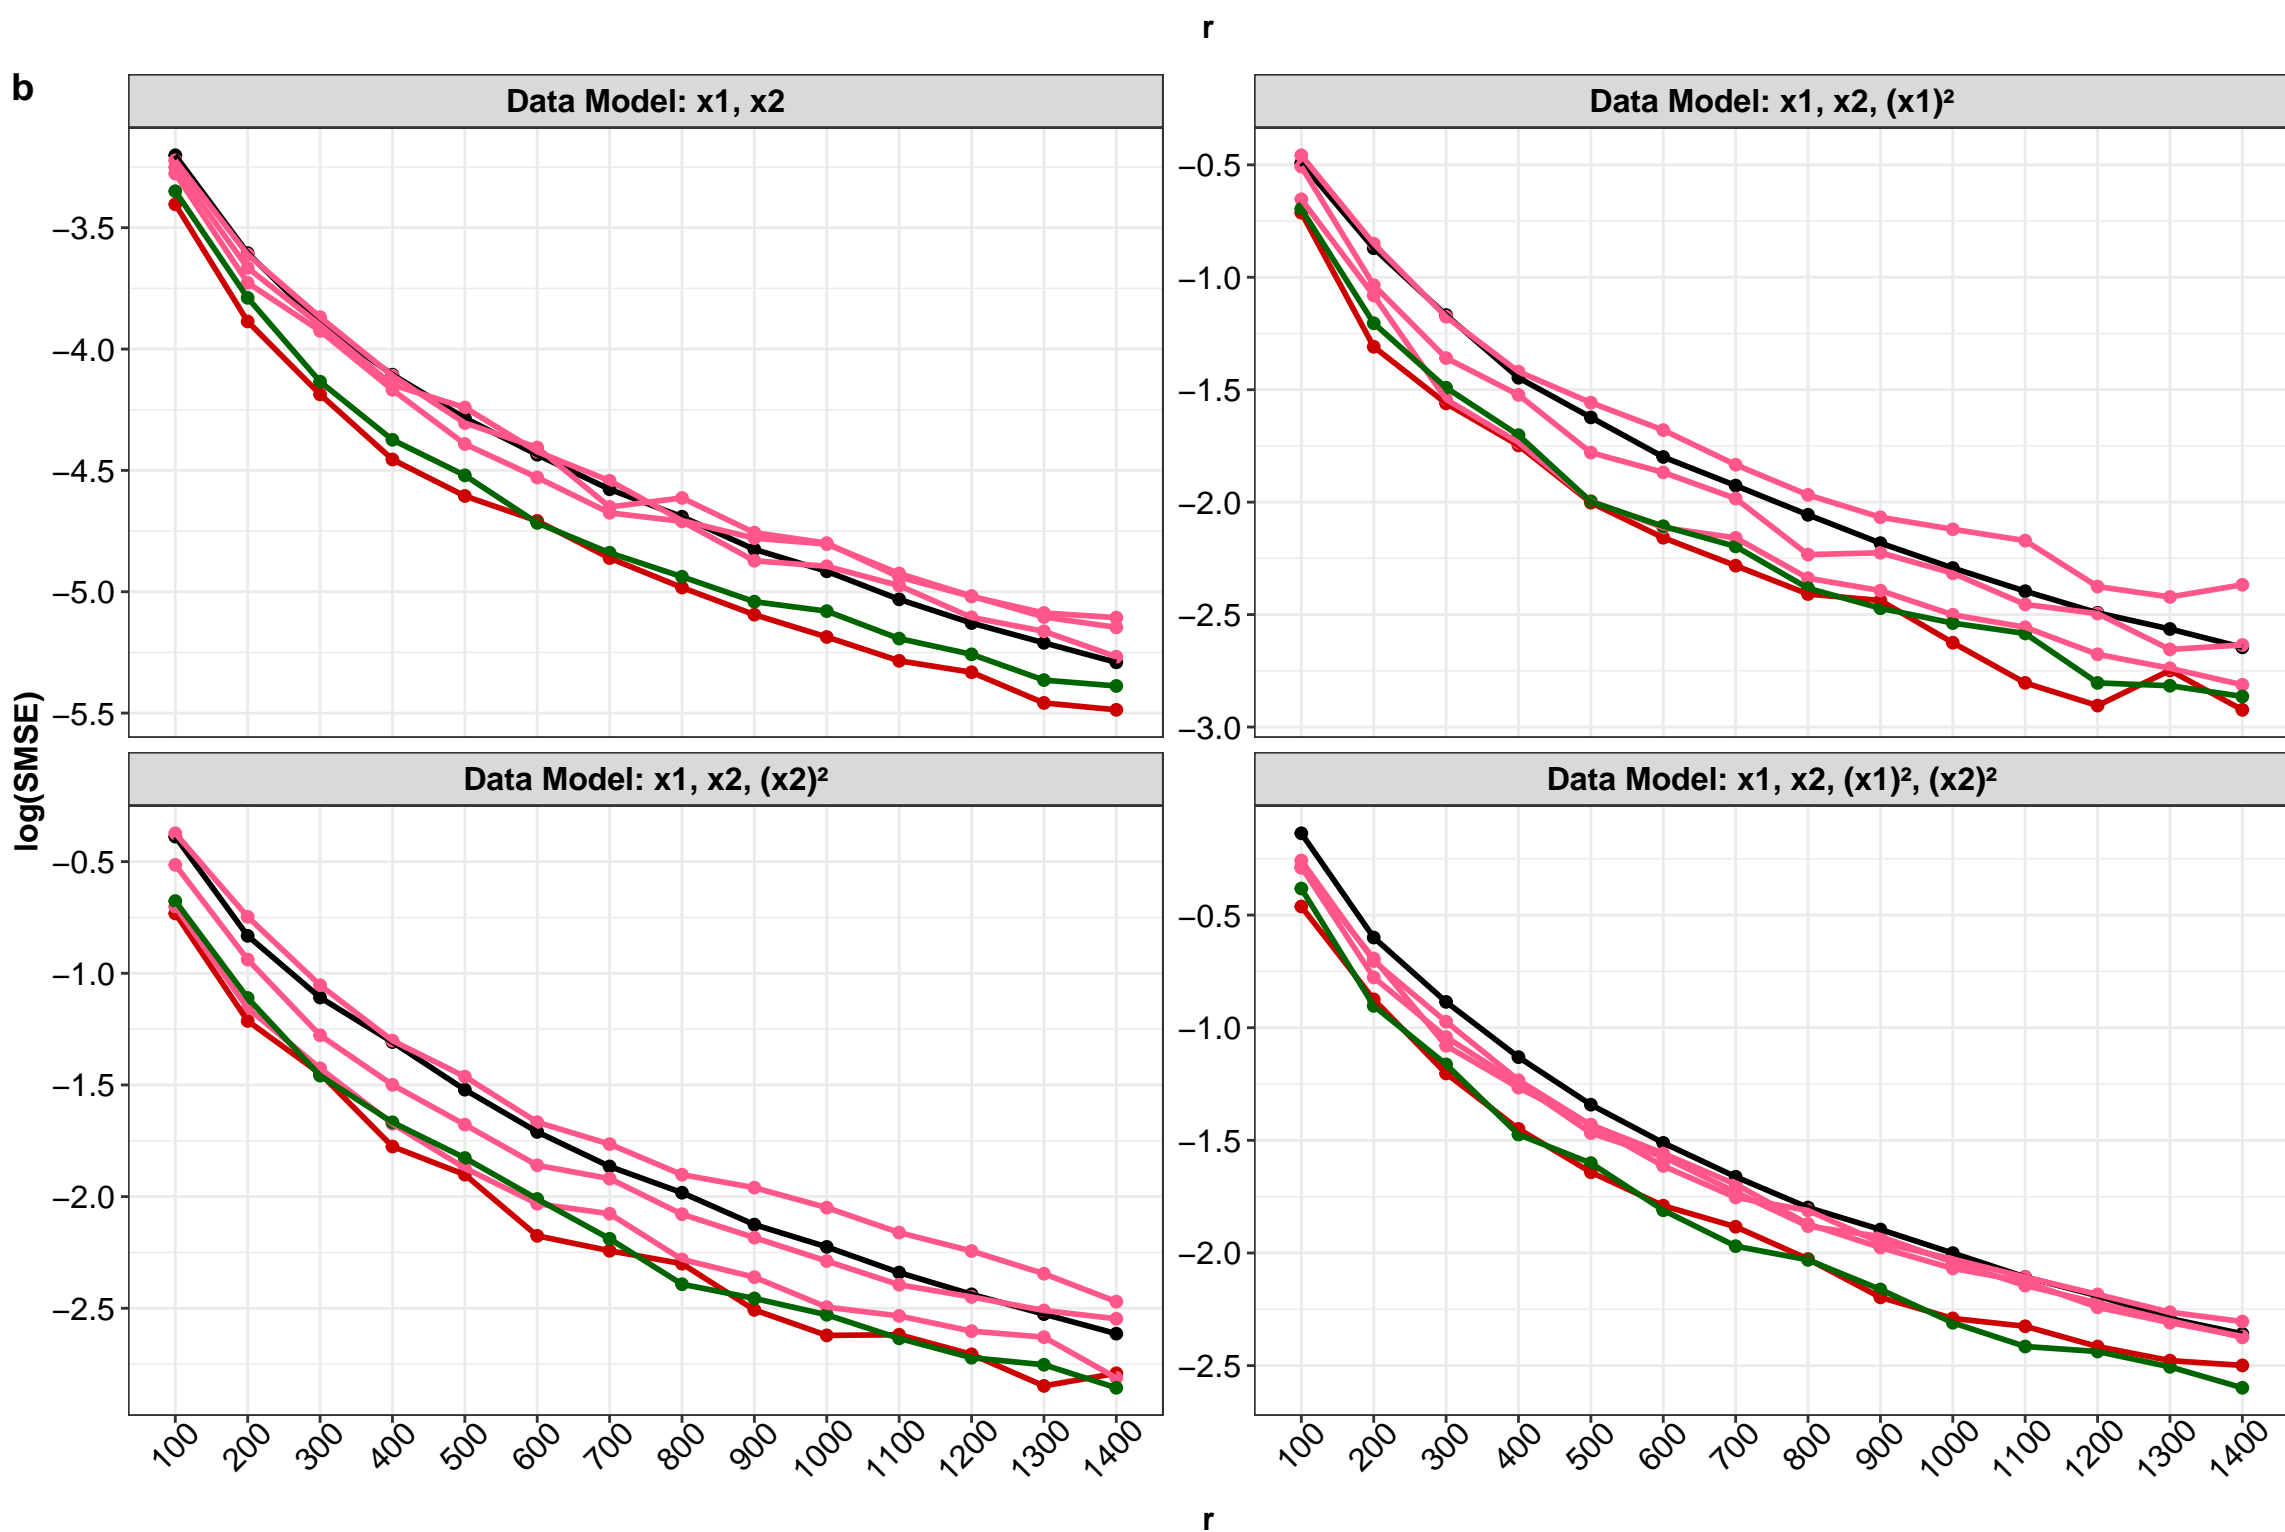 r
b
Data Model: x1, x2
Data Model: x1, x2, (x1)²
−3.5
−4.0
−4.5
−5.0
−5.5
−0.5
−1.0
−1.5
−2.0
−2.5
−3.0
log(SMSE)
Data Model: x1, x2, (x2)²
Data Model: x1, x2, (x1)², (x2)²
−0.5
−1.0
−1.5
−2.0
−2.5
−0.5
−1.0
−1.5
−2.0
−2.5
100 200 300 400 500 600 700 800 900 1000 1100 1200 1300 1400
100 200 300 400 500 600 700 800 900 1000 1100 1200 1300 1400
r